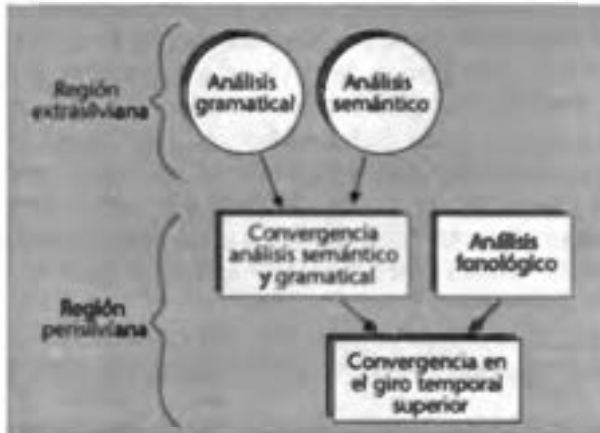 Región
extrasilviana
Análisis
gramatical
Análisis
semántico
Región
perisilviana
Convergencia
análisis semántico
y gramatical
Análisis
fonológico
Convergencia en
el giro temporal
superior